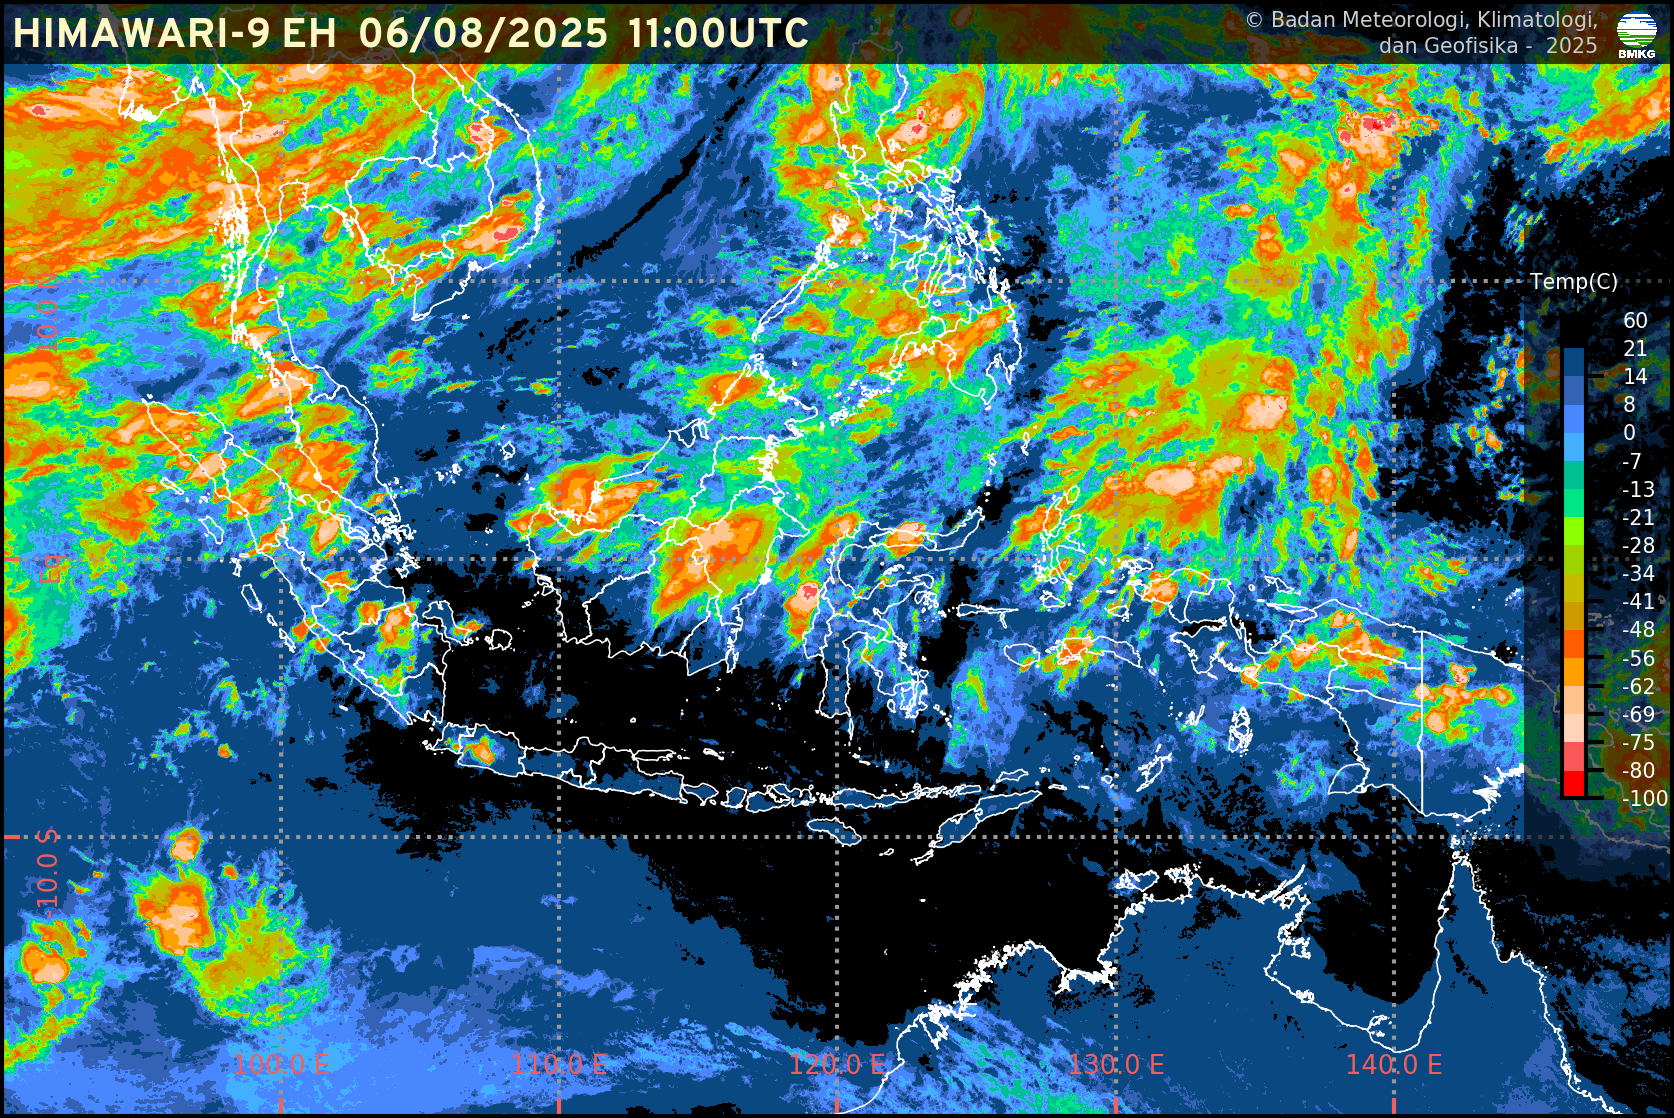 HIMAWARI-9 EH 06/08/2025 11:00UTC
© Badan Meteorologi, Klimatologi,
dan Geofisika - 2025
BMKG
Temp(C)
60
21
14
8
0
-7
-13
-21
-28
-34
-41
-48
-56
-62
-69
-75
-80
-100
Eq
-10.0 S
100.0 E
110.0 E
120.0 E
130.0 E
140.0 E